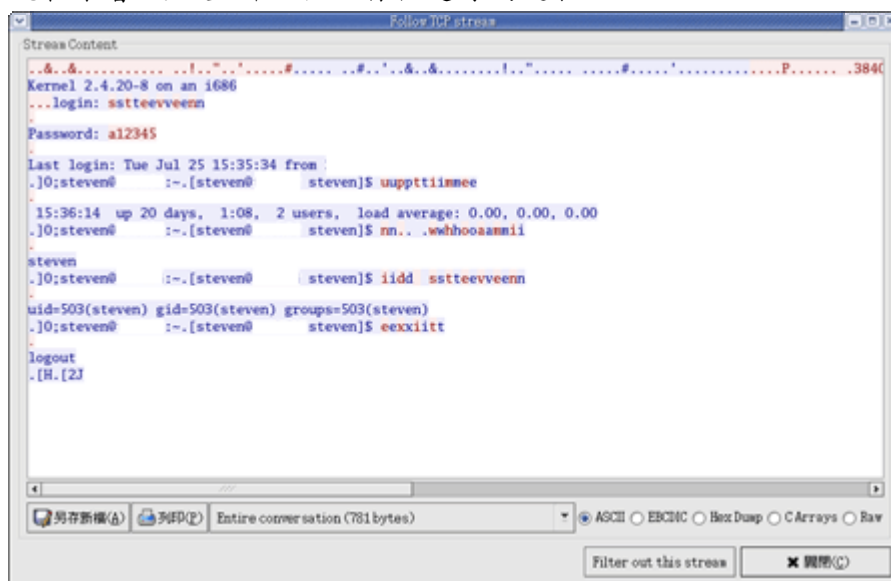 Follow TCP stream
Stream Content
..&..&........... ..!.."..'.....#..... ..#..'..&..&........!.."..... .....#.....'.............P...... .3840
Kernel 2.4.20-8 on an i686
...login: sstteevveenn
.
Password: a12345
.
Last login: Tue Jul 25 15:35:34 from
.]0;steven@ :~.[steven@ steven]$ uuppttiimmee
.
15:36:14 up 20 days, 1:08, 2 users, load average: 0.00, 0.00, 0.00
.]0;steven@ :~.[steven@ steven]$ nn.. .wwhhooaammii
.
steven
.]0;steven@ :~.[steven@ steven]$ iidd sstteevveenn
.
uid=503(steven) gid=503(steven) groups=503(steven)
.]0;steven@ :~.[steven@ steven]$ eexxiitt
.
logout
.[H.[2J
另存新檔(A) 列印(P) Entire conversation (781 bytes) ASCII EBCDIC Hex Dump C Arrays Raw
Filter out this stream 關閉(C)